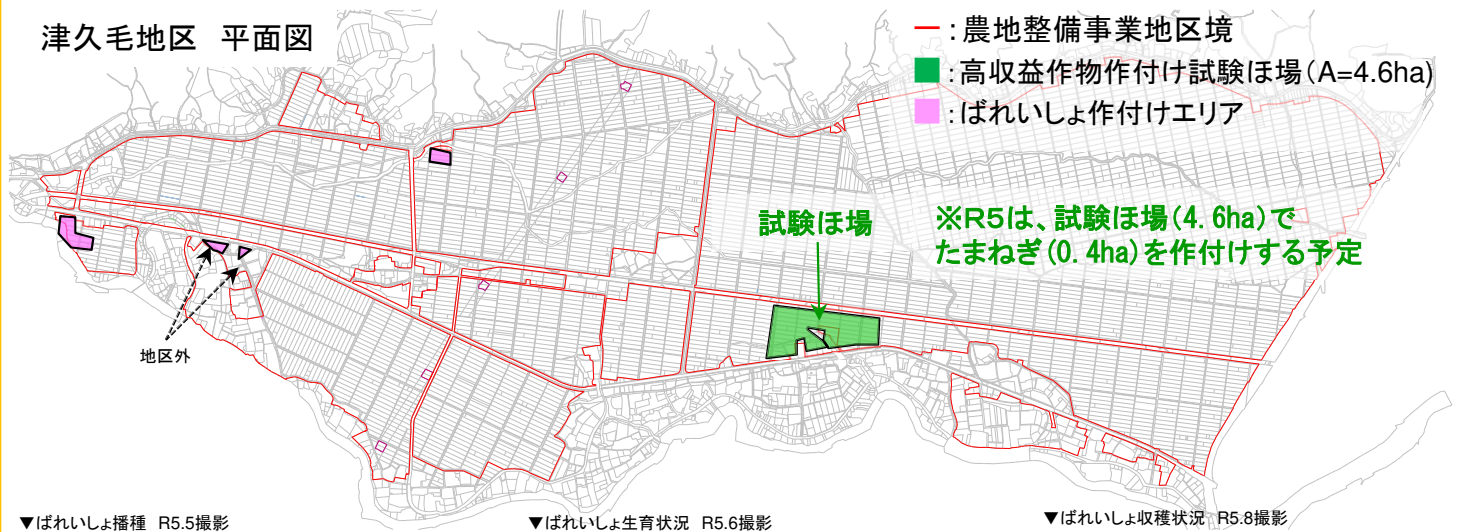 津久毛地区 平面図
ー:農地整備事業地区境
:高収益作物作付け試験ほ場(A=4.6ha)
:ばれいしょ作付けエリア
試験ほ場
※R5は、試験ほ場(4.6ha)で
たまねぎ(0.4ha)を作付けする予定
地区外
▼ばれいしょ播種 R5.5撮影
▼ばれいしょ生育状況 R5.6撮影
▼ばれいしょ収穫状況 R5.8撮影